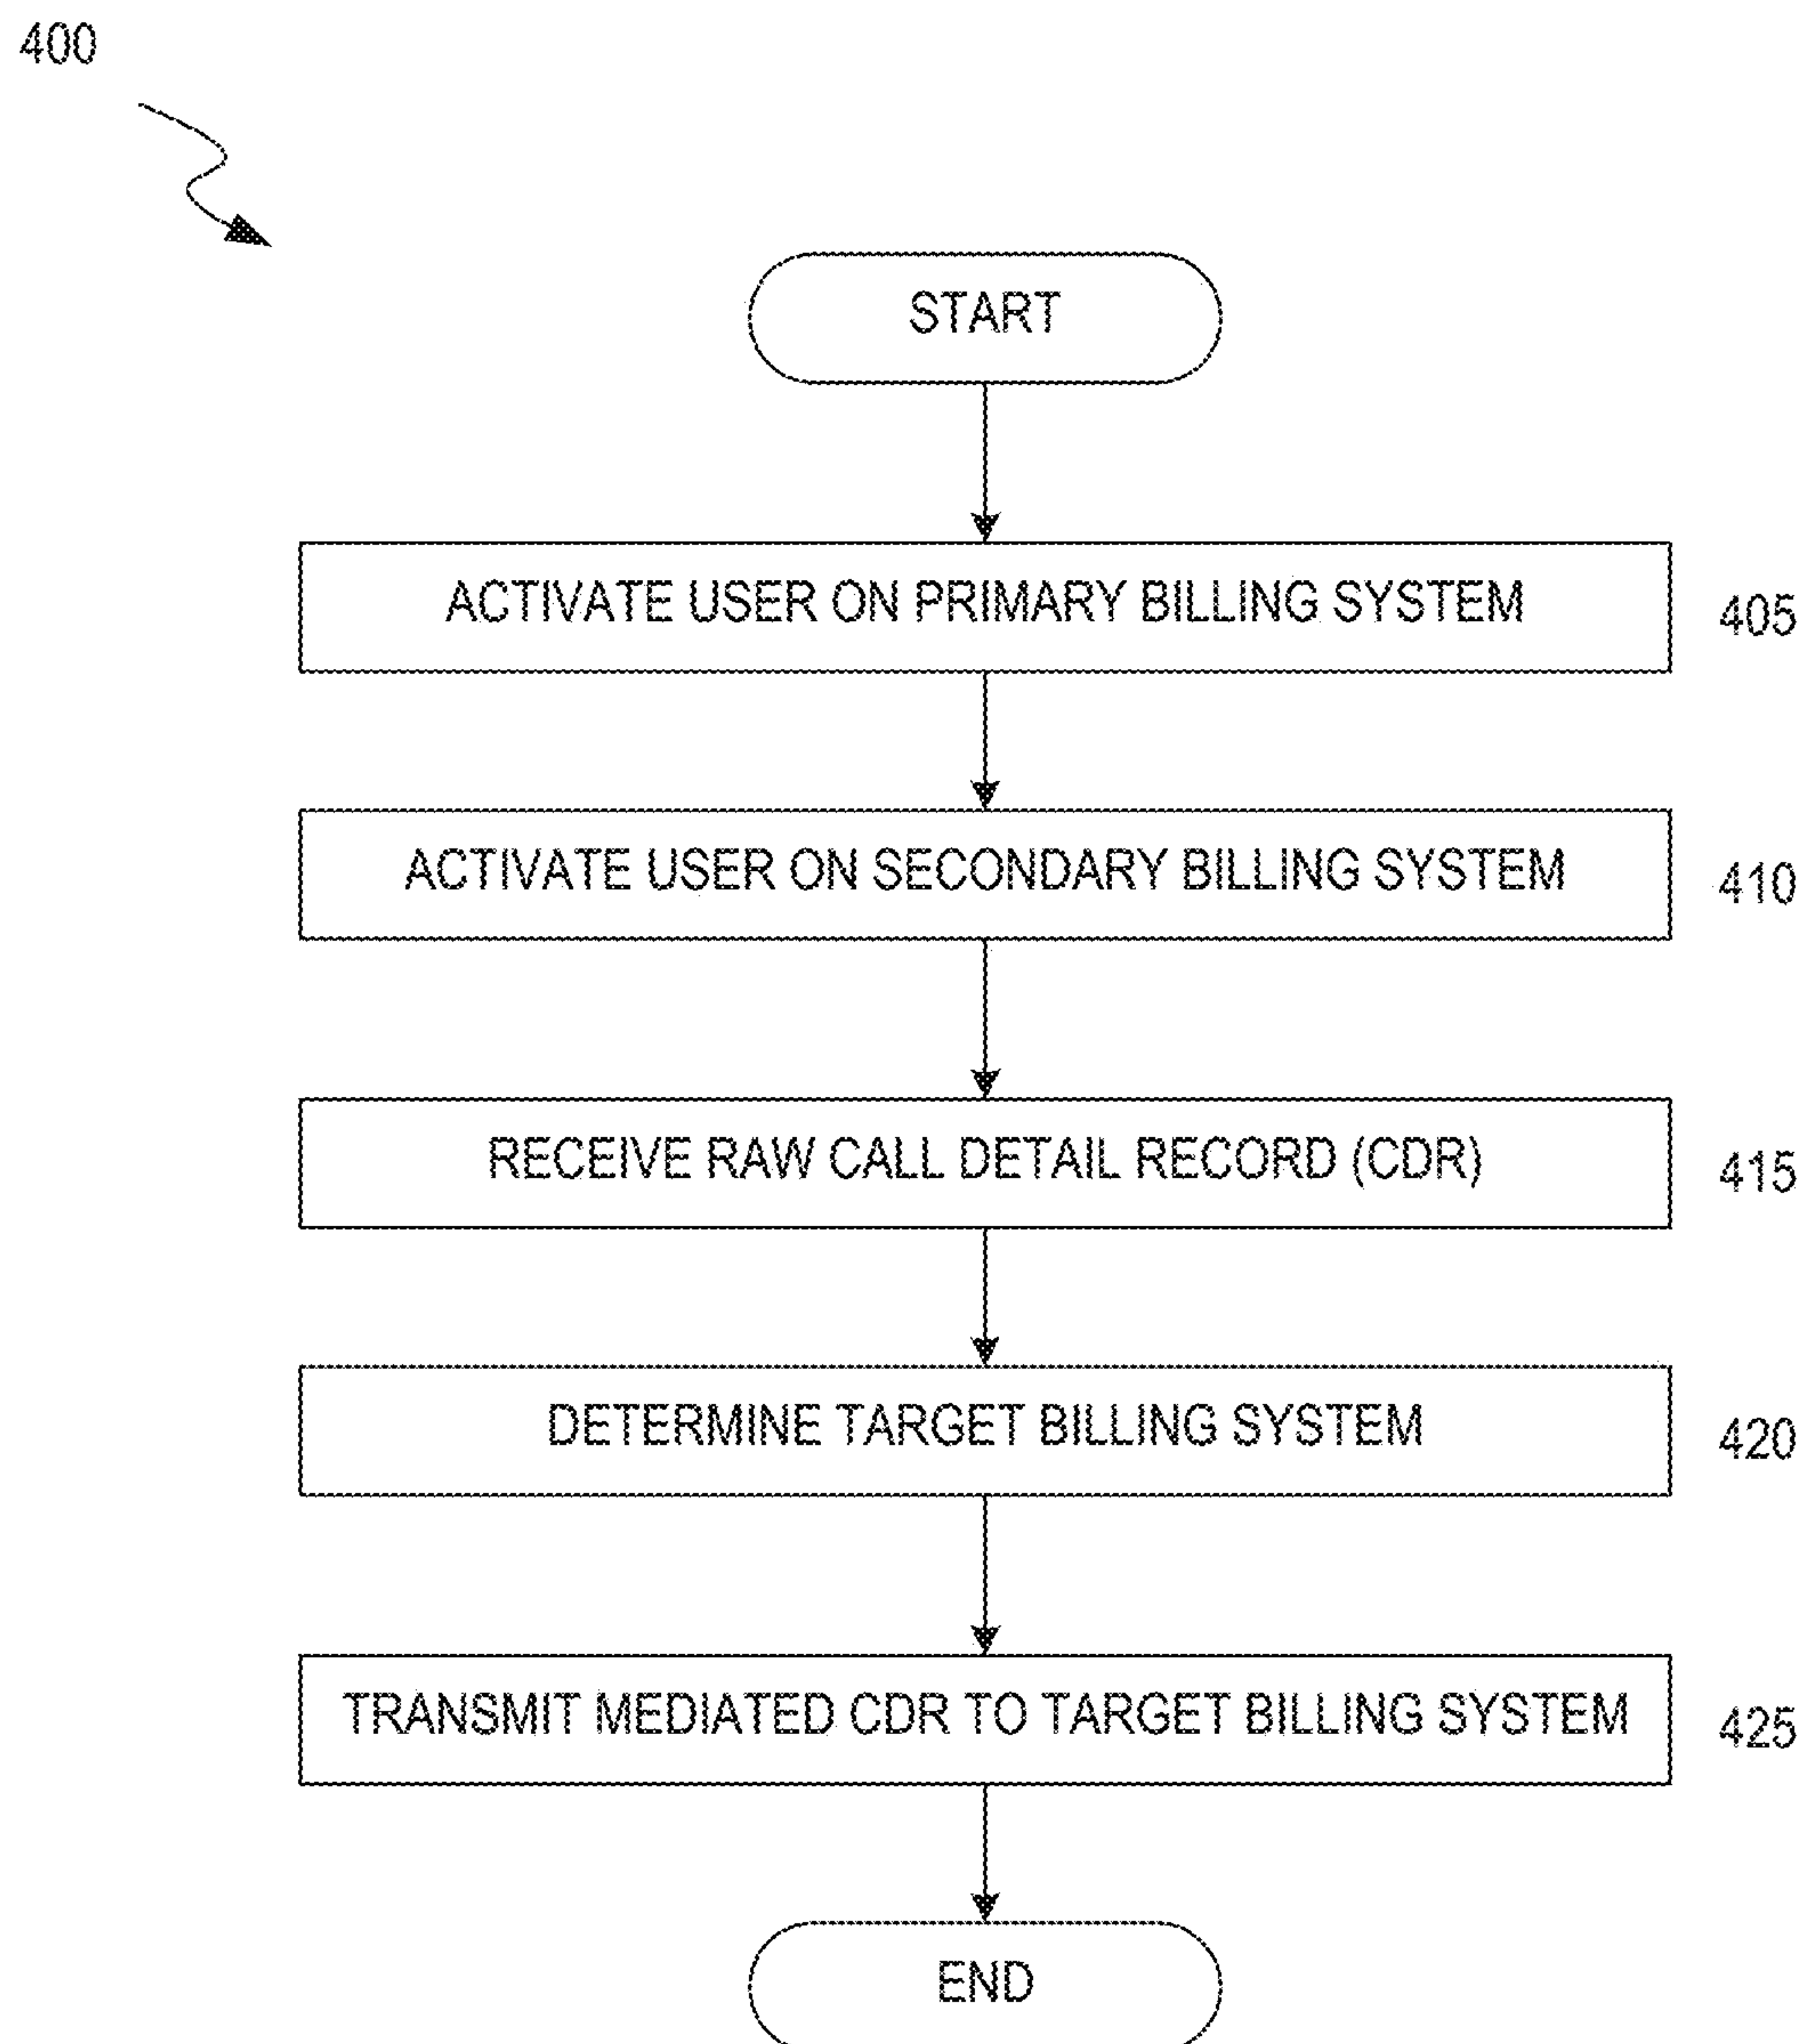 400
START
ACTIVATE USER ON PRIMARY BILLING SYSTEM
405
ACTIVATE USER ON SECONDARY BILLING SYSTEM
410
RECEIVE RAW CALL DETAIL RECORD (CDR)
415
DETERMINE TARGET BILLING SYSTEM
420
TRANSMIT MEDIATED CDR TO TARGET BILLING SYSTEM
425
END